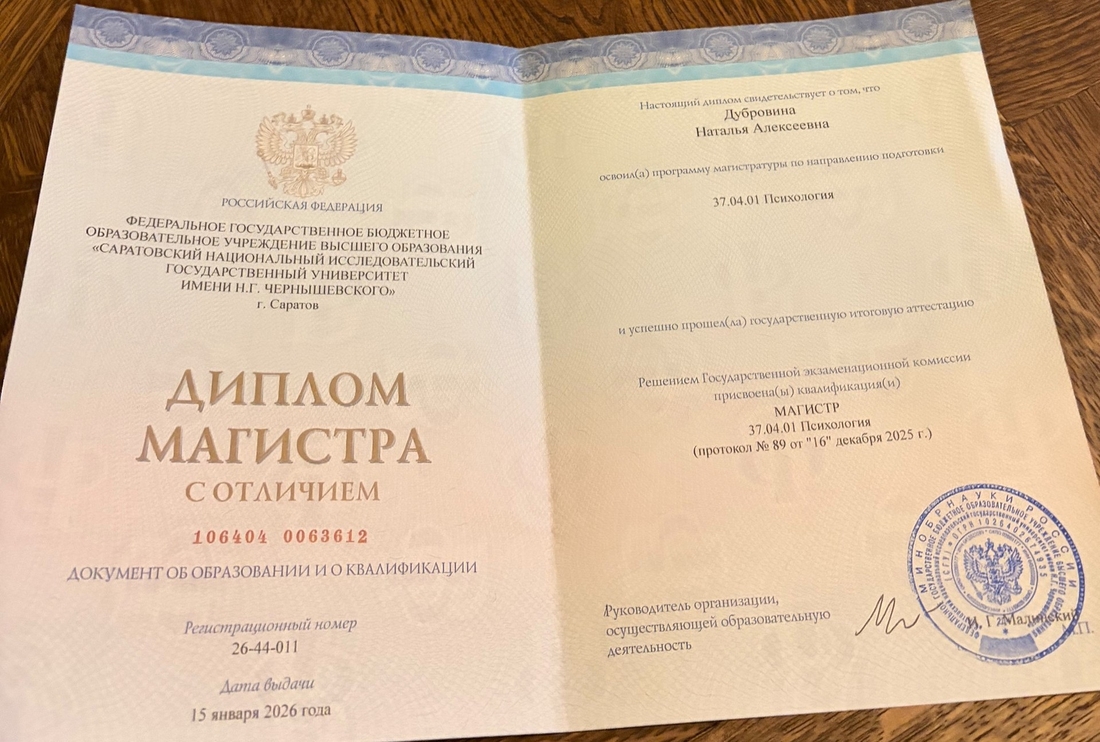 РОССИЙСКАЯ ФЕДЕРАЦИЯ
ФЕДЕРАЛЬНОЕ ГОСУДАРСТВЕННОЕ БЮДЖЕТНОЕ
ОБРАЗОВАТЕЛЬНОЕ УЧРЕЖДЕНИЕ ВЫСШЕГО ОБРАЗОВАНИЯ
«САРАТОВСКИЙ НАЦИОНАЛЬНЫЙ ИССЛЕДОВАТЕЛЬСКИЙ
ГОСУДАРСТВЕННЫЙ УНИВЕРСИТЕТ
ИМЕНИ Н.Г. ЧЕРНЫШЕВСКОГО»
г. Саратов
ДИПЛОМ
МАГИСТРА
С ОТЛИЧИЕМ
106404 0063612
ДОКУМЕНТ ОБ ОБРАЗОВАНИИ И О КВАЛИФИКАЦИИ
Регистрационный номер
26-44-011
Дата выдачи
15 января 2026 года
Настоящий диплом свидетельствует о том, что
Дубровина
Наталья Алексеевна
освоил(а) программу магистратуры по направлению подготовки
37.04.01 Психология
и успешно прошел(ла) государственную итоговую аттестацию
Решением Государственной экзаменационной комиссии
присвоена(ы) квалификация(и)
МАГИСТР
37.04.01 Психология
(протокол № 89 от "16" декабря 2025 г.)
Руководитель организации,
осуществляющей образовательную
деятельность
Г. Малинский
М.П.
МИНОБРНАУКИ РОССИИ